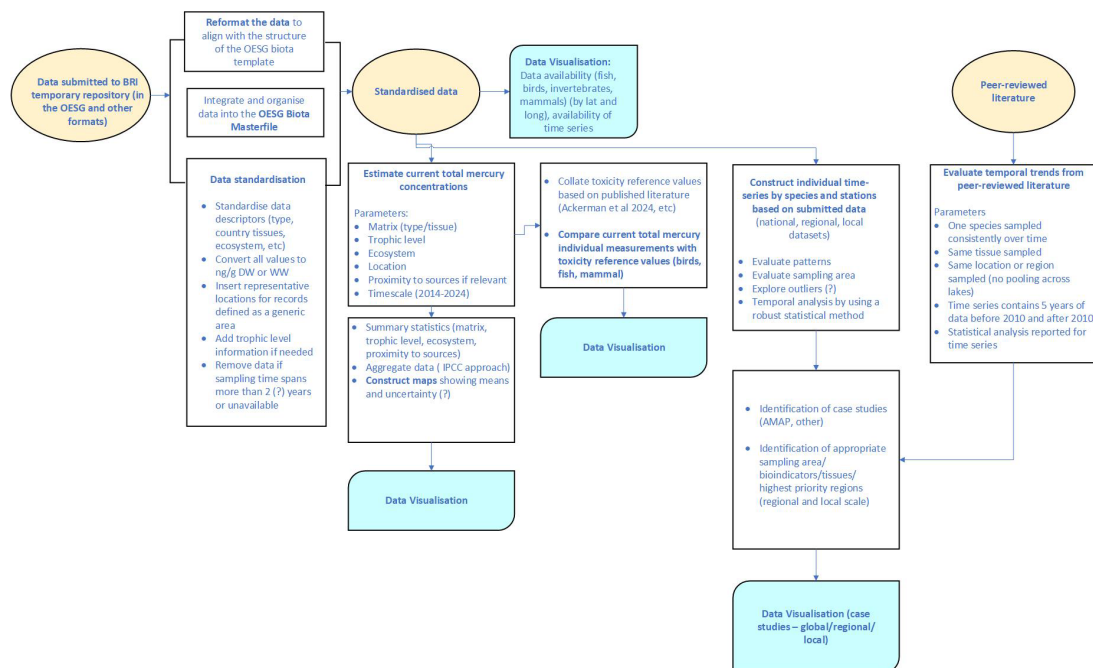 Data submitted to BRI
temporary repository (in
the OESG and other
formats)
Reformat the data to
align with the structure
of the OESG biota
template
Integrate and organise
data into the OESG Biota
Masterfile
Data standardisation
• Standardise data
descriptors (type,
country tissues,
ecosystem, etc)
• Convert all values to
ng/g DW or WW
• Insert representative
locations for records
defined as a generic
area
• Add trophic level
information if needed
• Remove data if
sampling time spans
more than 2 (?) years
or unavailable
Standardised data
Data Visualisation:
Data availability (fish,
birds, invertebrates,
mammals) (by lat and
long), availability of
time series
Estimate current total mercury
concentrations
Parameters:
• Matrix (type/tissue)
• Trophic level
• Ecosystem
• Location
• Proximity to sources if relevant
• Timescale (2014-2024)
• Summary statistics (matrix,
trophic level, ecosystem,
proximity to sources)
• Aggregate data ( IPCC approach)
• Construct maps showing means
and uncertainty (?)
Data Visualisation
• Collate toxicity reference values
based on published literature
(Ackerman et al 2024, etc)
• Compare current total mercury
individual measurements with
toxicity reference values (birds,
fish, mammal)
Data Visualisation
Construct individual time-
series by species and stations
based on submitted data
(national, regional, local
datasets)
• Evaluate patterns
• Evaluate sampling area
• Explore outliers (?)
• Temporal analysis by using a
robust statistical method
Peer-reviewed
literature
Evaluate temporal trends from
peer-reviewed literature
Parameters
• One species sampled
consistently over time
• Same tissue sampled
• Same location or region
sampled (no pooling across
lakes)
• Time series contains 5 years of
data before 2010 and after 2010
• Statistical analysis reported for
time series
• Identification of case studies
(AMAP, other)
• Identification of appropriate
sampling area/
bioindicators/tissues/
highest priority regions
(regional and local scale)
Data Visualisation (case
studies – global/regional/
local)